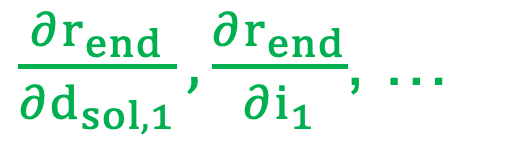 ∂r_end/∂d_sol,1, ∂r_end/∂i_1, ...